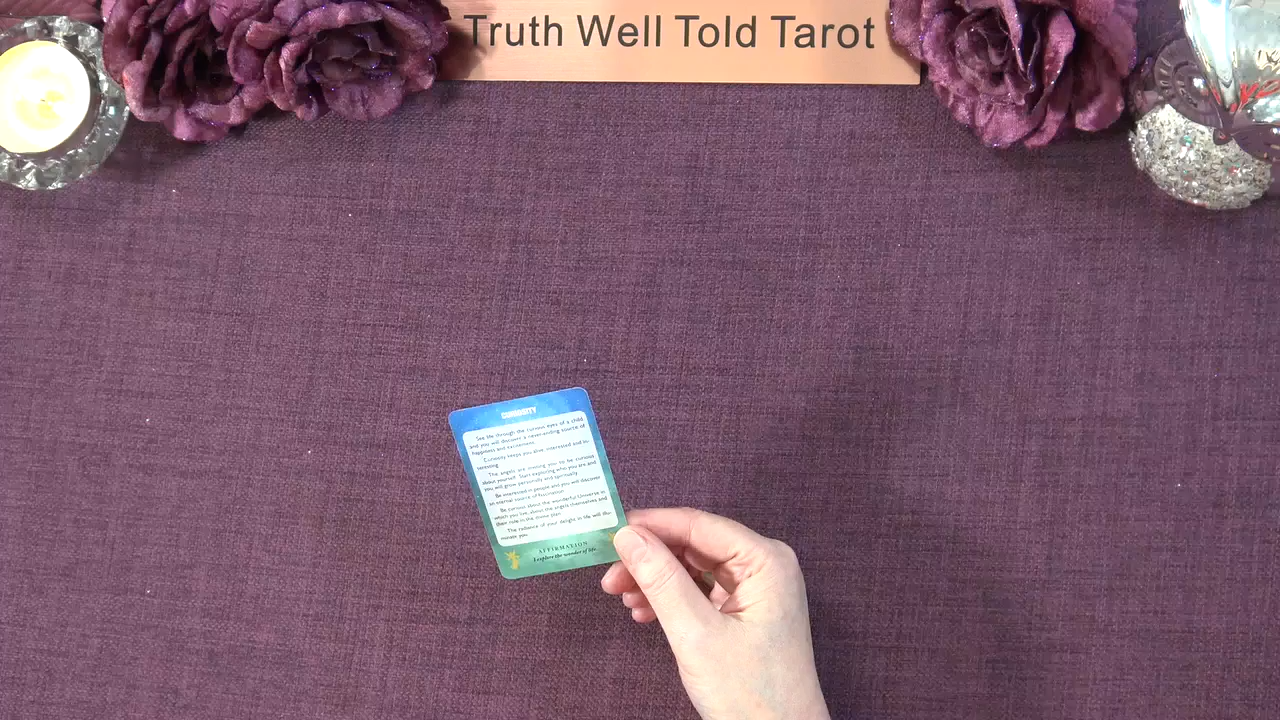 Truth Well Told Tarot
CURIOSITY
See life through the curious eyes of a child,
and you will discover a never-ending source of
happiness and excitement.
Curiosity keeps you alive, interested and in-
teresting.
The angels are inviting you to be curious
about yourself. Start exploring who you are and
you will grow personally and spiritually.
Be interested in people and you will discover
an eternal source of fascination.
Be curious about the wonderful Universe in
which you live, about the angels themselves and
their role in the divine plan.
The radiance of your delight in life will illu-
minate you.
AFFIRMATION
I explore the wonder of life.